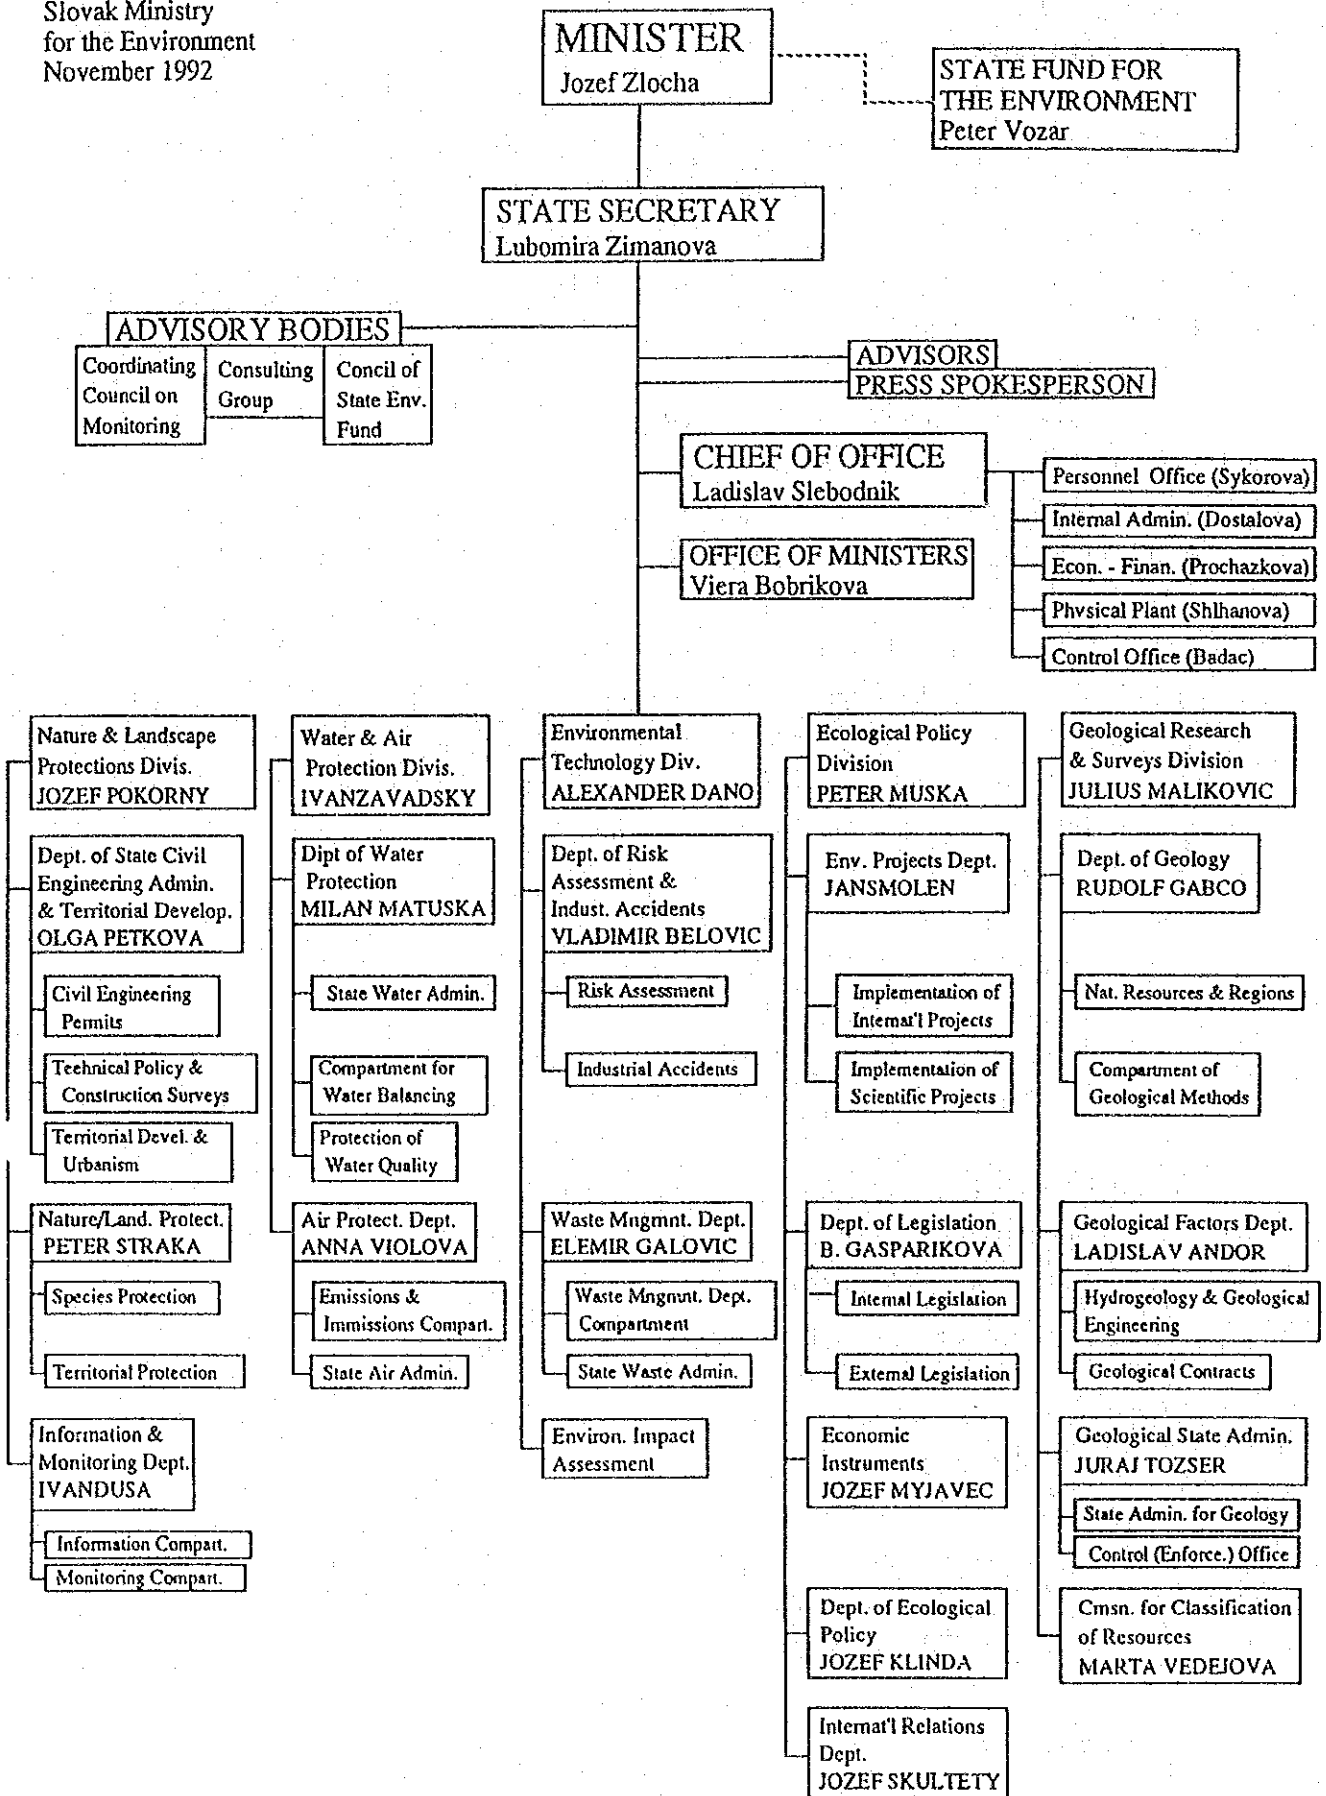 Slovak Ministry
for the Environment
November 1992
MINISTER
Jozef Zlocha
STATE FUND FOR
THE ENVIRONMENT
Peter Vozar
STATE SECRETARY
Lubomira Zimanova
ADVISORY BODIES
Coordinating
Council on
Monitoring
Consulting
Group
Concil of
State Env.
Fund
ADVISORS
PRESS SPOKESPERSON
CHIEF OF OFFICE
Ladislav Slebodnik
Personnel Office (Sykorova)
Internal Admin. (Dostalova)
Econ. - Finan. (Prochazkova)
Physical Plant (Shlhanova)
Control Office (Badac)
OFFICE OF MINISTERS
Viera Bobrikova
Nature & Landscape
Protections Divis.
JOZEF POKORNY
Dept. of State Civil
Engineering Admin.
& Territorial Develop.
OLGA PETKOVA
Civil Engineering
Permits
Technical Policy &
Construction Surveys
Territorial Devel. &
Urbanism
Nature/Land. Protect.
PETER STRAKA
Species Protection
Territorial Protection
Information &
Monitoring Dept.
IVANDUSA
Information Compart.
Monitoring Compart.
Water & Air
Protection Divis.
IVANZAVADSKY
Dipt of Water
Protection
MILAN MATUSKA
State Water Admin.
Compartment for
Water Balancing
Protection of
Water Quality
Air Protect. Dept.
ANNA VIOLOVA
Emissions &
Immissions Compart.
State Air Admin.
Environmental
Technology Div.
ALEXANDER DANO
Dept. of Risk
Assessment &
Indust. Accidents
VLADIMIR BELOVIC
Risk Assessment
Industrial Accidents
Waste Mngmnt. Dept.
ELEMIR GALOVIC
Waste Mngmnt. Dept.
Compartment
State Waste Admin.
Environ. Impact
Assessment
Ecological Policy
Division
PETER MUSKA
Env. Projects Dept.
JANSMOLEN
Implementation of
Internat'l Projects
Implementation of
Scientific Projects
Dept. of Legislation
B. GASPARIKOVA
Internal Legislation
External Legislation
Economic
Instruments
JOZEF MYJAVEC
Dept. of Ecological
Policy
JOZEF KLINDA
Internat'l Relations
Dept.
JOZEF SKULTETY
Geological Research
& Surveys Division
JULIUS MALIKOVIC
Dept. of Geology
RUDOLF GABCO
Nat. Resources & Regions
Compartment of
Geological Methods
Geological Factors Dept.
LADISLAV ANDOR
Hydrogeology & Geological
Engineering
Geological Contracts
Geological State Admin.
JURAJ TOZSER
State Admin. for Geology
Control (Enforce.) Office
Cmsn. for Classification
of Resources
MARTA VEDEJOVA